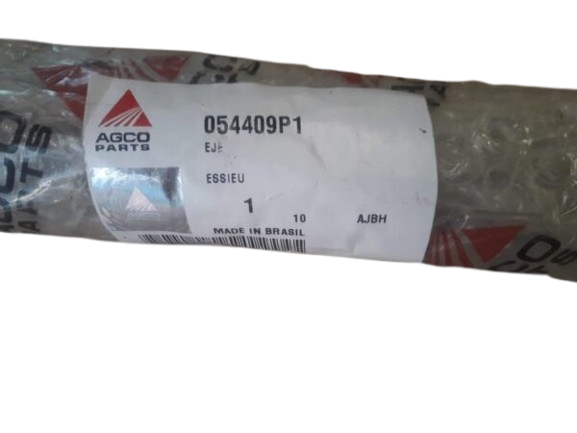 AGCO
PARTS
054409P1
EJE
ESSIEU
1
10
AJBH
MADE IN BRASIL